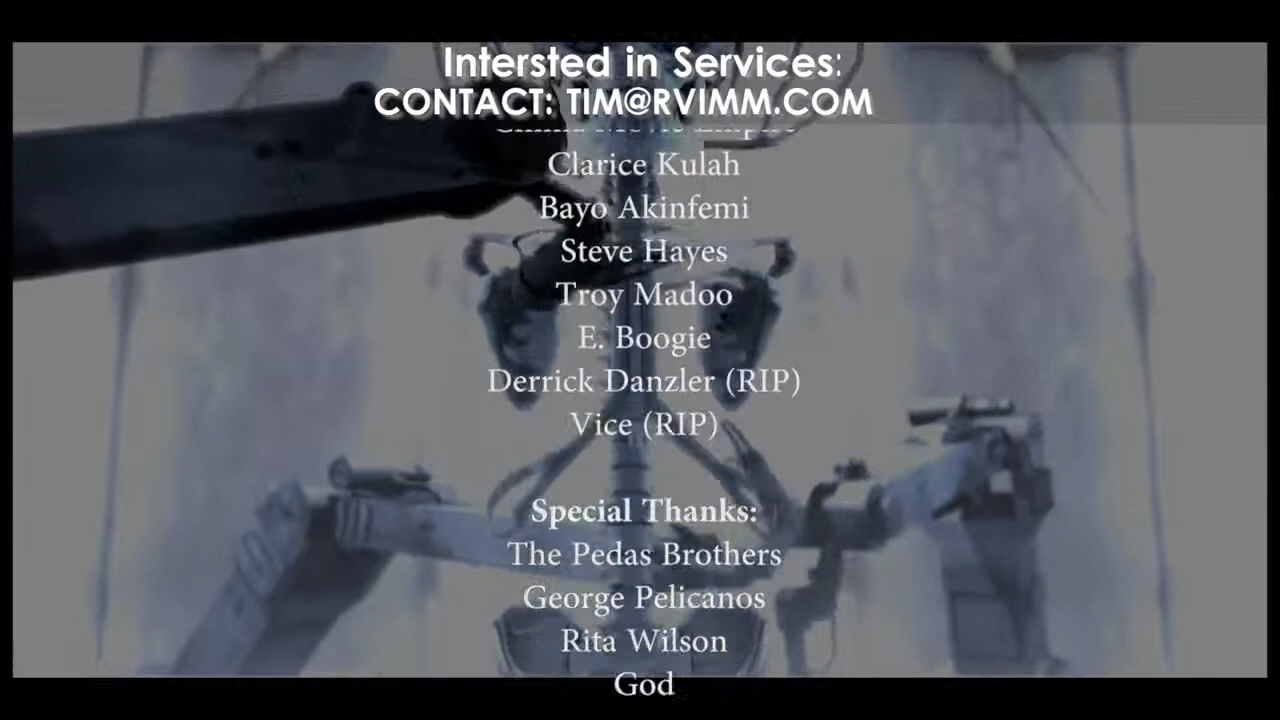 Intersted in Services:
CONTACT: TIM@RVIMM.COM
Clarice Kulah
Bayo Akinfemi
Steve Hayes
Troy Madoo
E. Boogie
Derrick Danzler (RIP)
Vice (RIP)
Special Thanks:
The Pedas Brothers
George Pelicanos
Rita Wilson
God